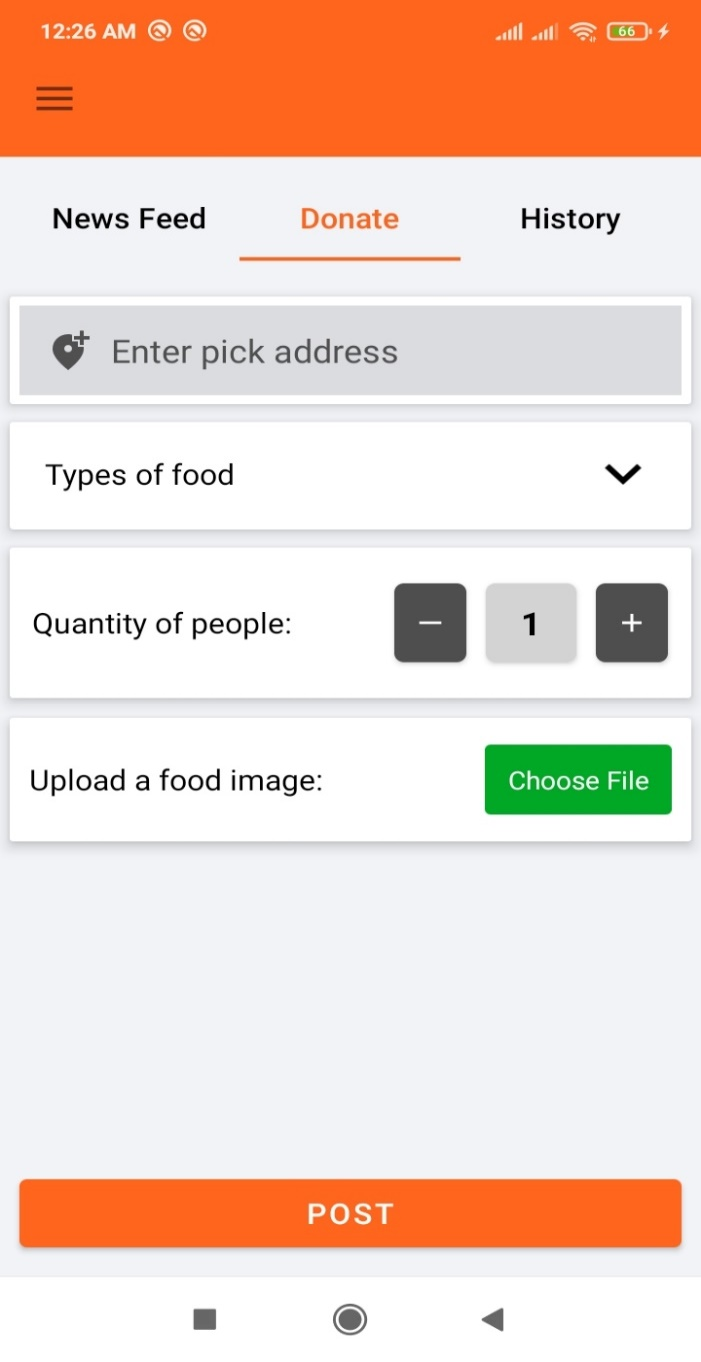 12:26 AM 66
News Feed Donate History
Enter pick address
Types of food
Quantity of people: − 1 +
Upload a food image: Choose File
POST